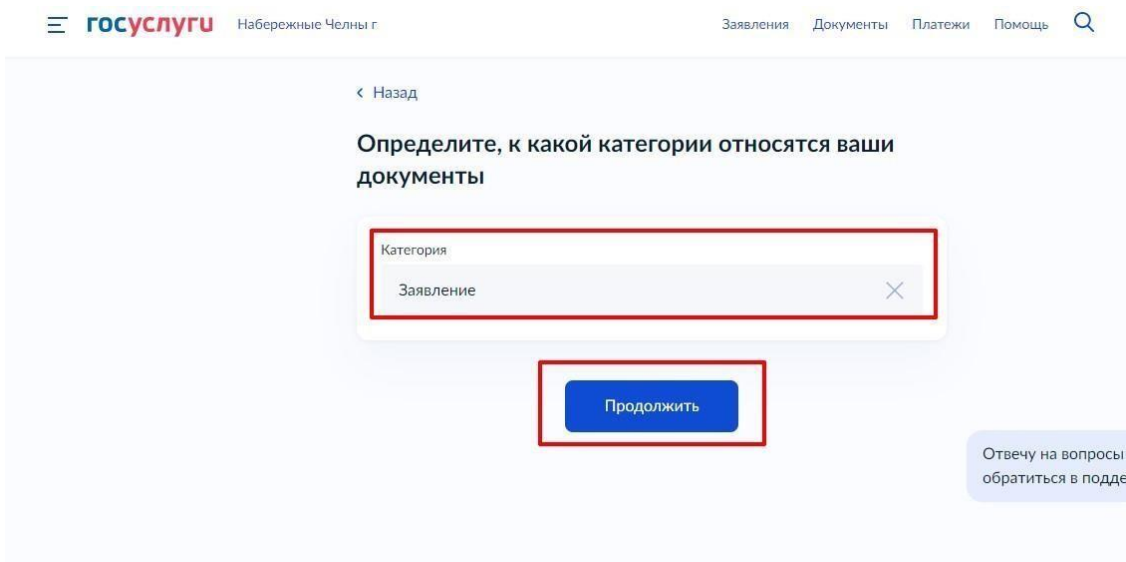 госуслуги Набережные Челны г Заявления Документы Платежи Помощь
Назад
Определите, к какой категории относятся ваши
документы
Категория
Заявление
Продолжить
Отвечу на вопросы
обратиться в подде